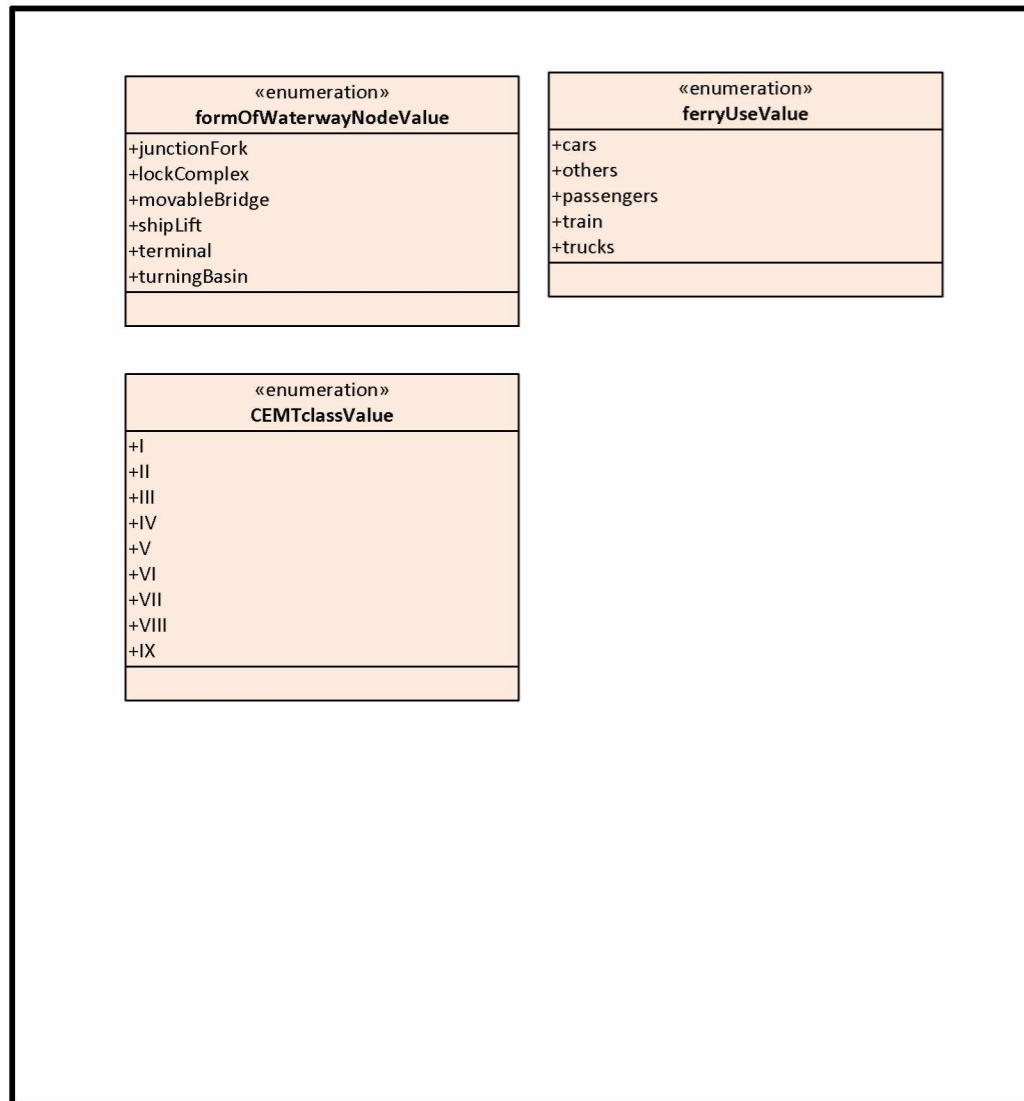 «enumeration»
formOfWaterwayNodeValue
+junctionFork
+lockComplex
+movableBridge
+shipLift
+terminal
+turningBasin
«enumeration»
ferryUseValue
+cars
+others
+passengers
+train
+trucks
«enumeration»
CEMTclassValue
+I
+II
+III
+IV
+V
+VI
+VII
+VIII
+IX